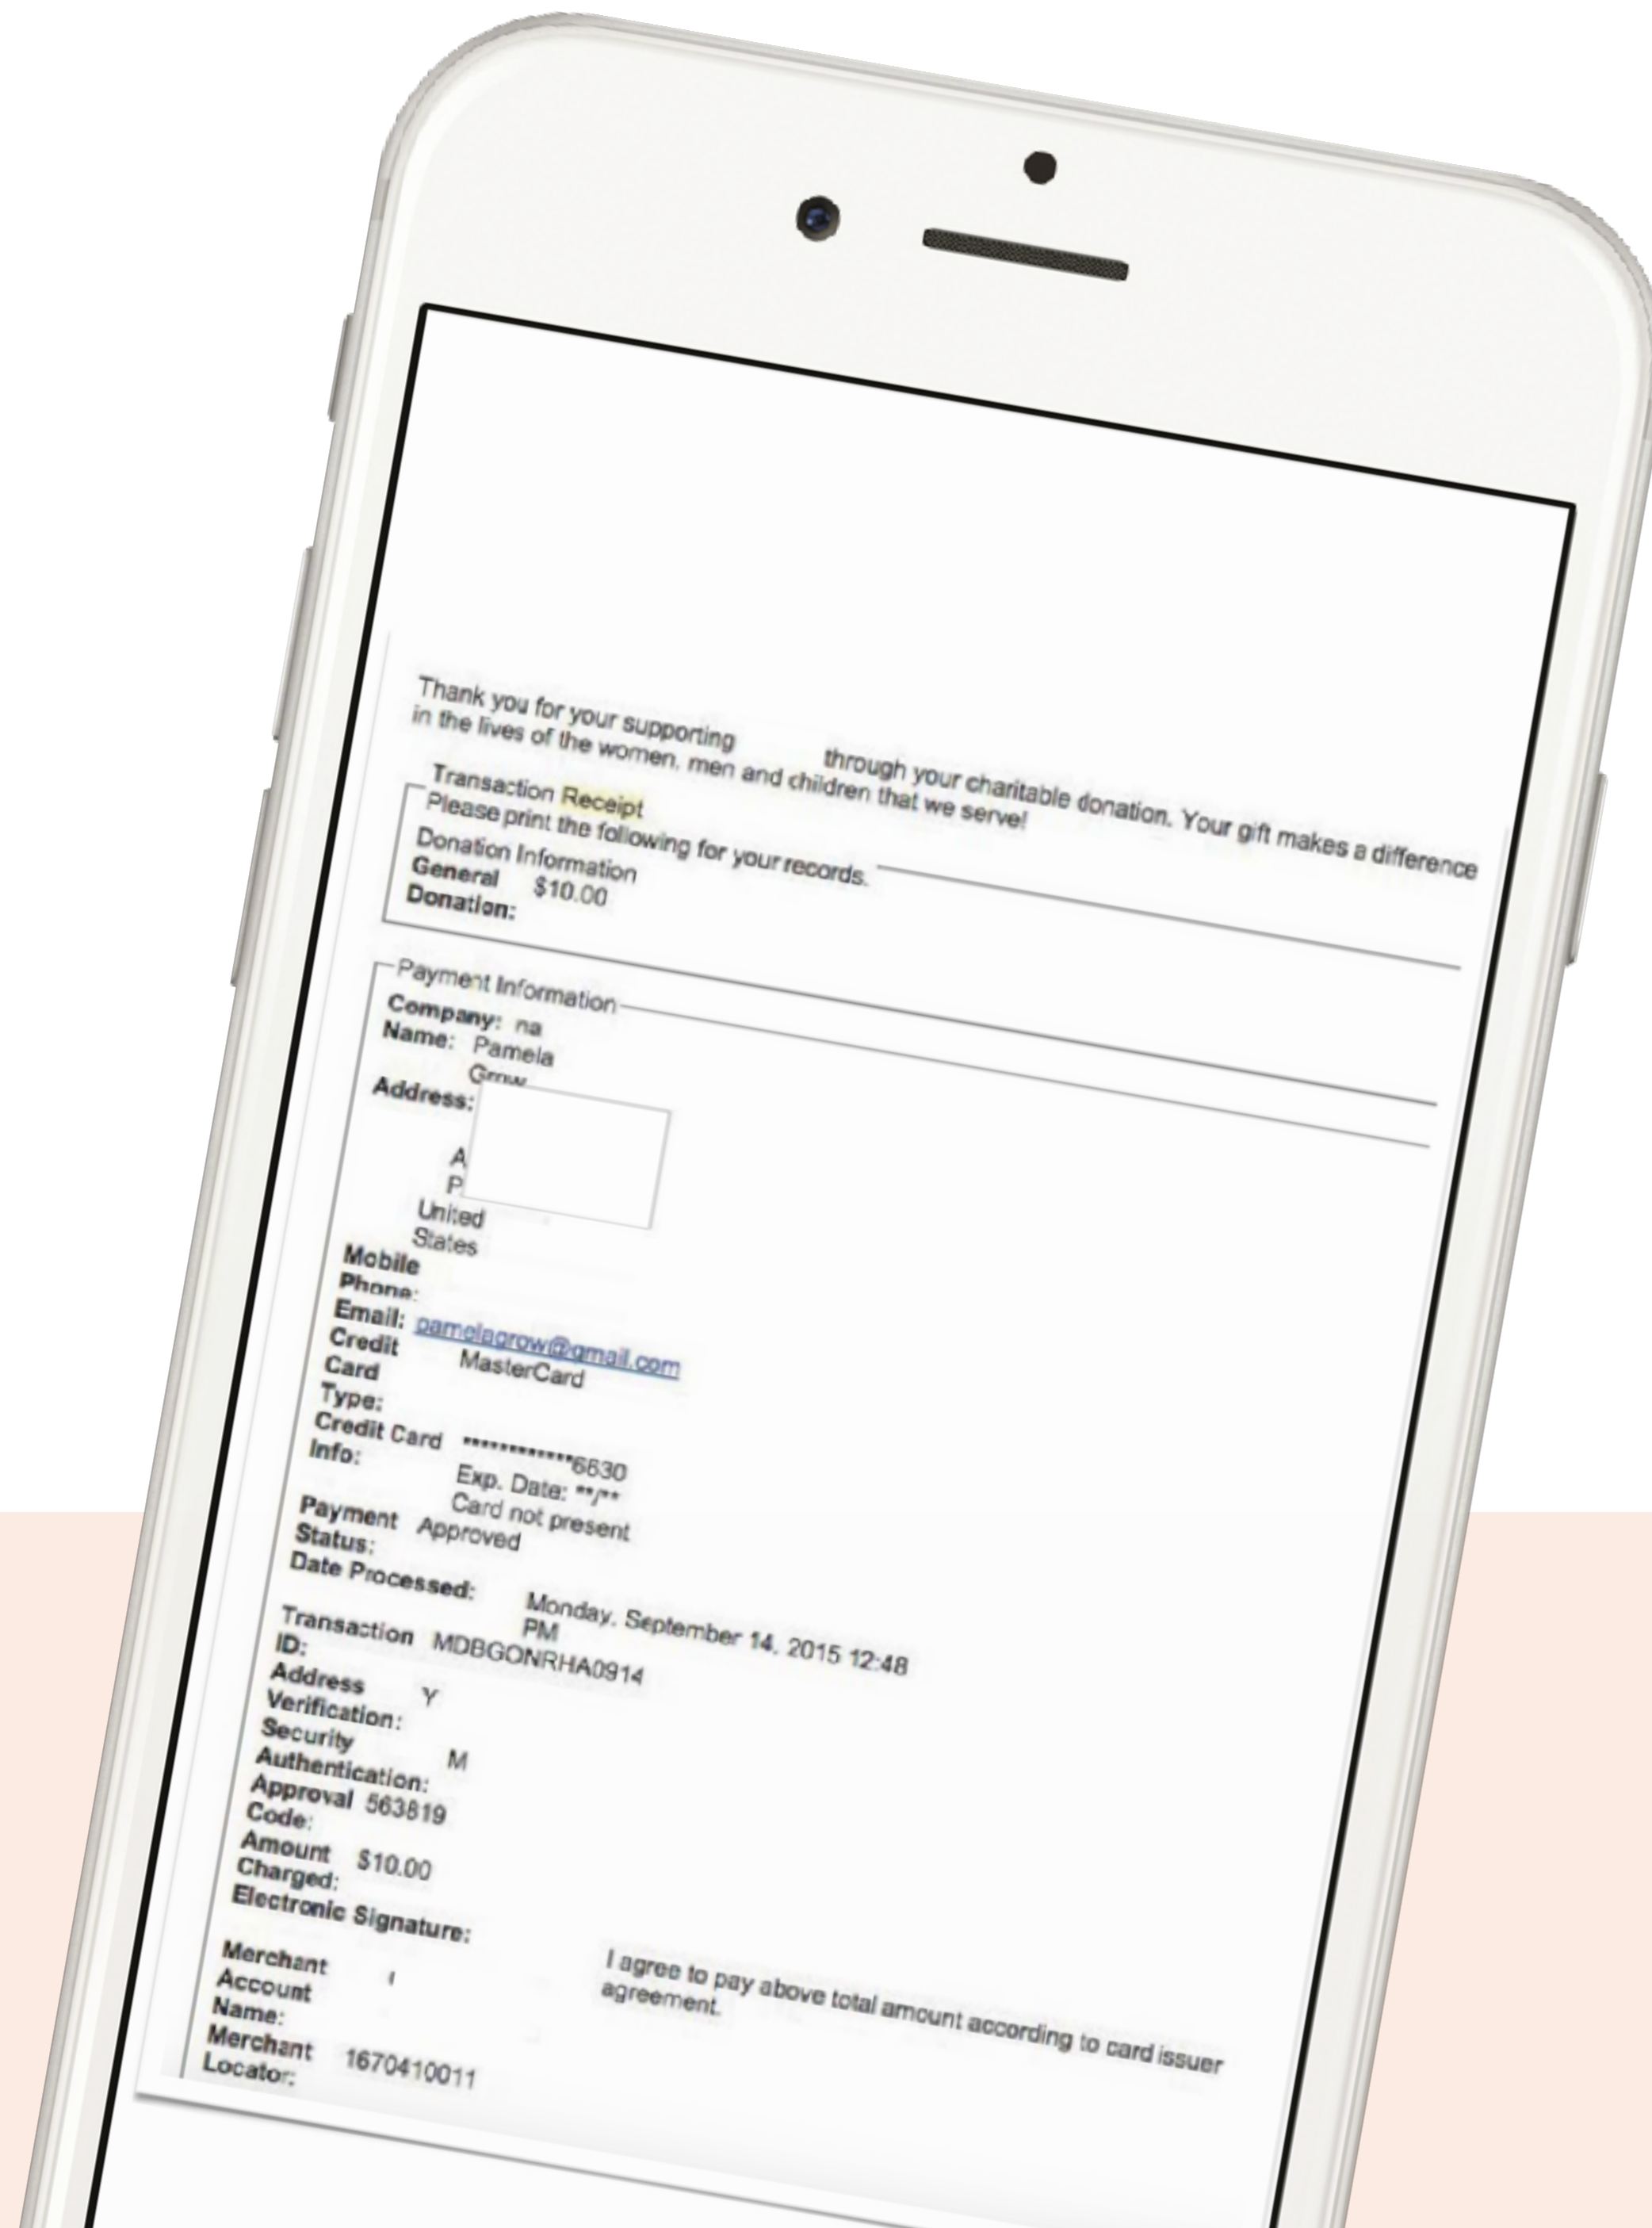 Thank you for your supporting through your charitable donation. Your gift makes a difference
in the lives of the women, men and children that we serve!
Transaction Receipt
Please print the following for your records.
Donation Information
General $10.00
Donation:
Payment Information
Company: na
Name: Pamela
Grow
Address:
A
P
United
States
Mobile
Phone:
Email: pamelagrow@gmail.com
Credit MasterCard
Card
Type:
Credit Card ************6630
Info: Exp. Date: **/**
Card not present
Payment Approved
Status:
Date Processed: Monday, September 14, 2015 12:48
PM
Transaction MDBGONRHA0914
ID:
Address Y
Verification:
Security M
Authentication:
Approval 563819
Code:
Amount $10.00
Charged:
Electronic Signature:
I agree to pay above total amount according to card issuer
agreement.
Merchant
Account
Name:
Merchant 1670410011
Locator: